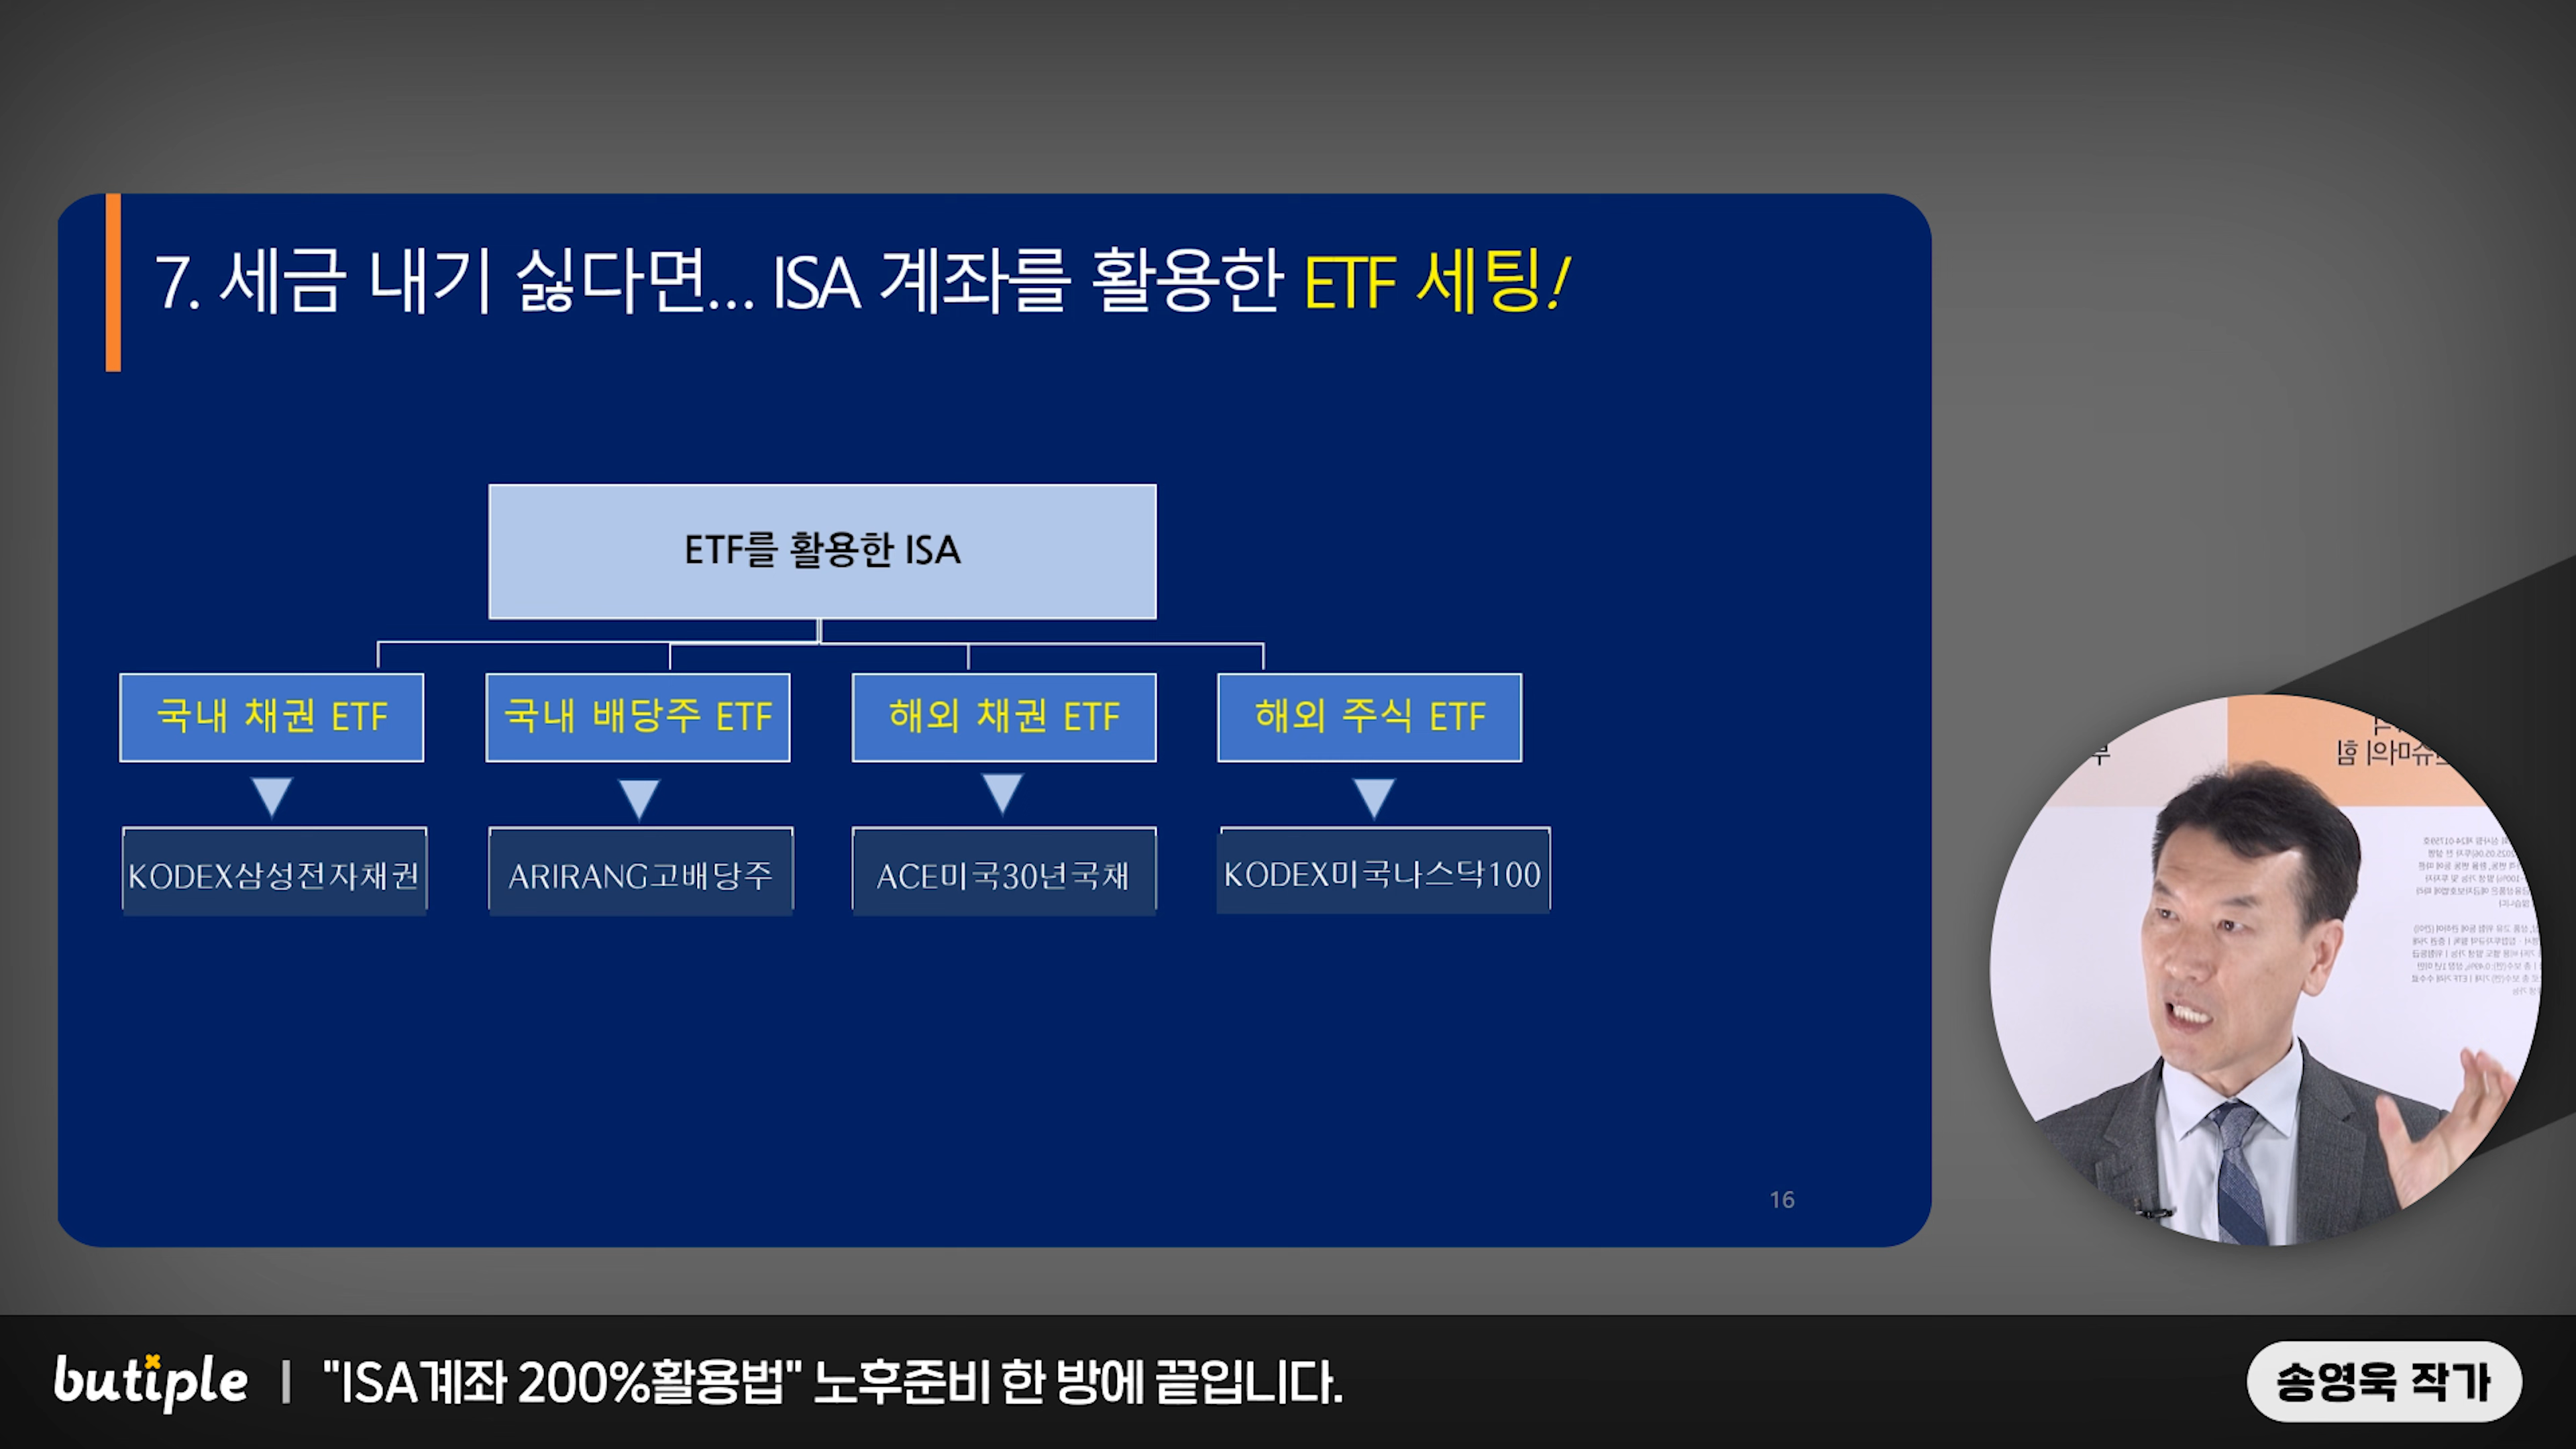 7. 세금 내기 싫다면... ISA 계좌를 활용한 ETF 세팅!
ETF를 활용한 ISA
국내 채권 ETF
국내 배당주 ETF
해외 채권 ETF
해외 주식 ETF
KODEX삼성전자채권
ARIRANG고배당주
ACE미국30년국채
KODEX미국나스닥100
16
butiple | "ISA계좌 200%활용법" 노후준비 한 방에 끝입니다.
송영욱 작가